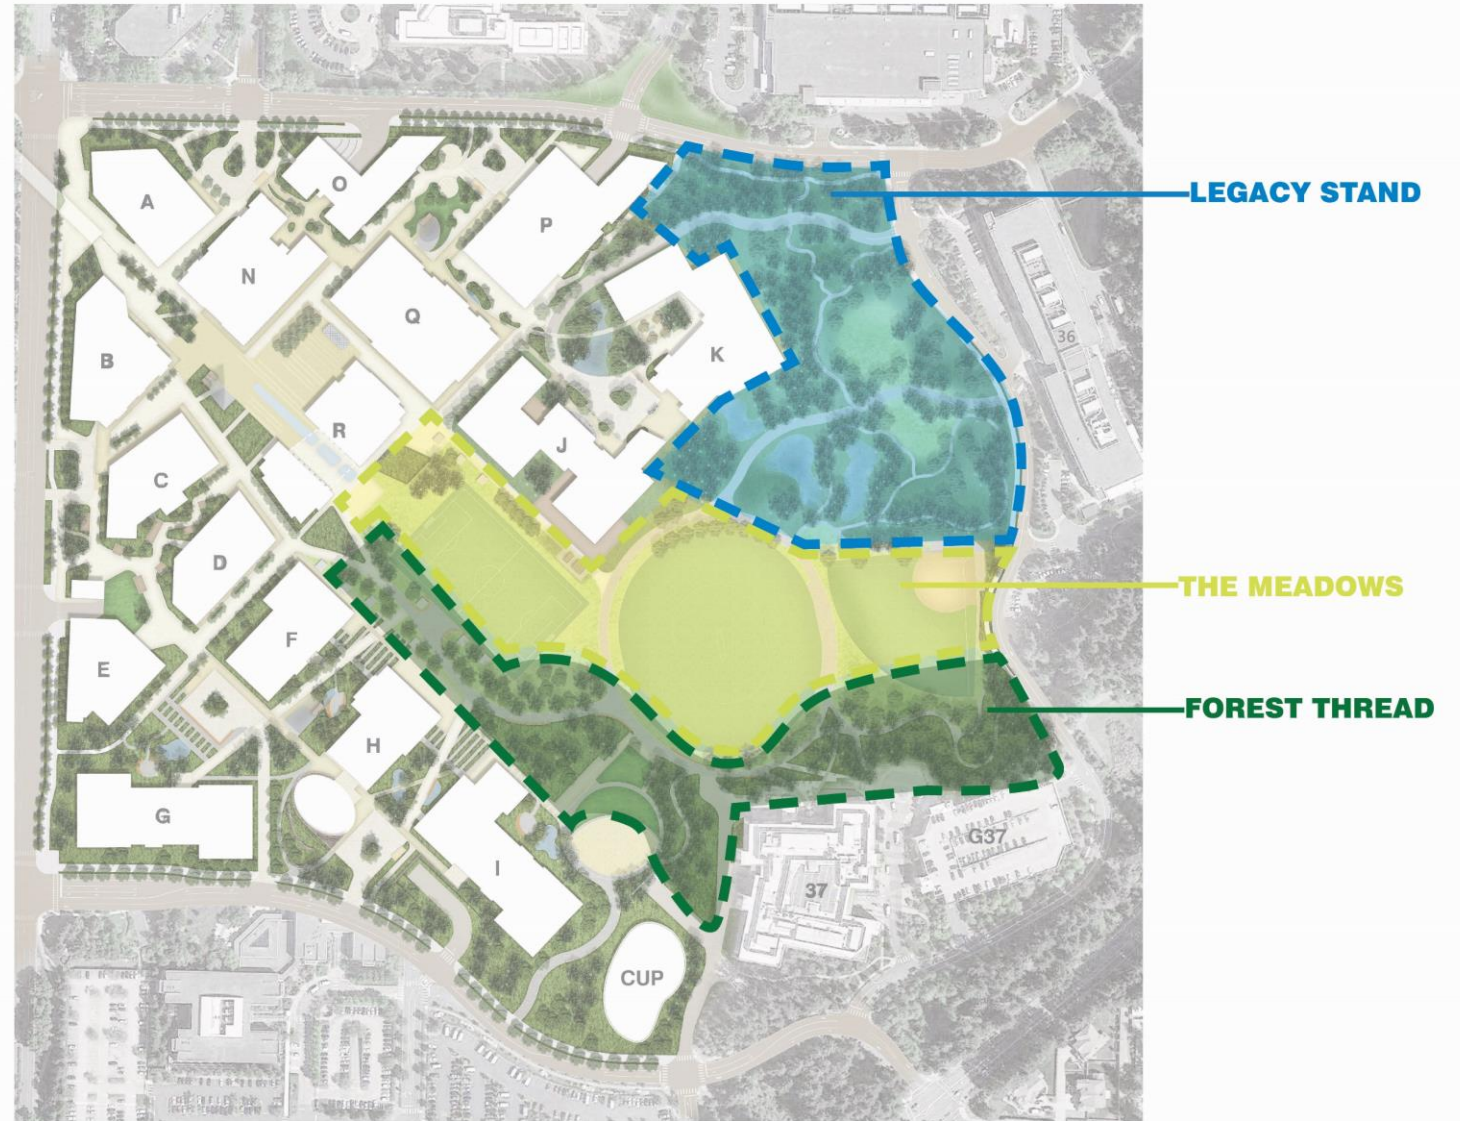 A
O
P
N
Q
B
K
R
J
C
D
F
E
H
G
I
CUP
36
37
G37
LEGACY STAND
THE MEADOWS
FOREST THREAD